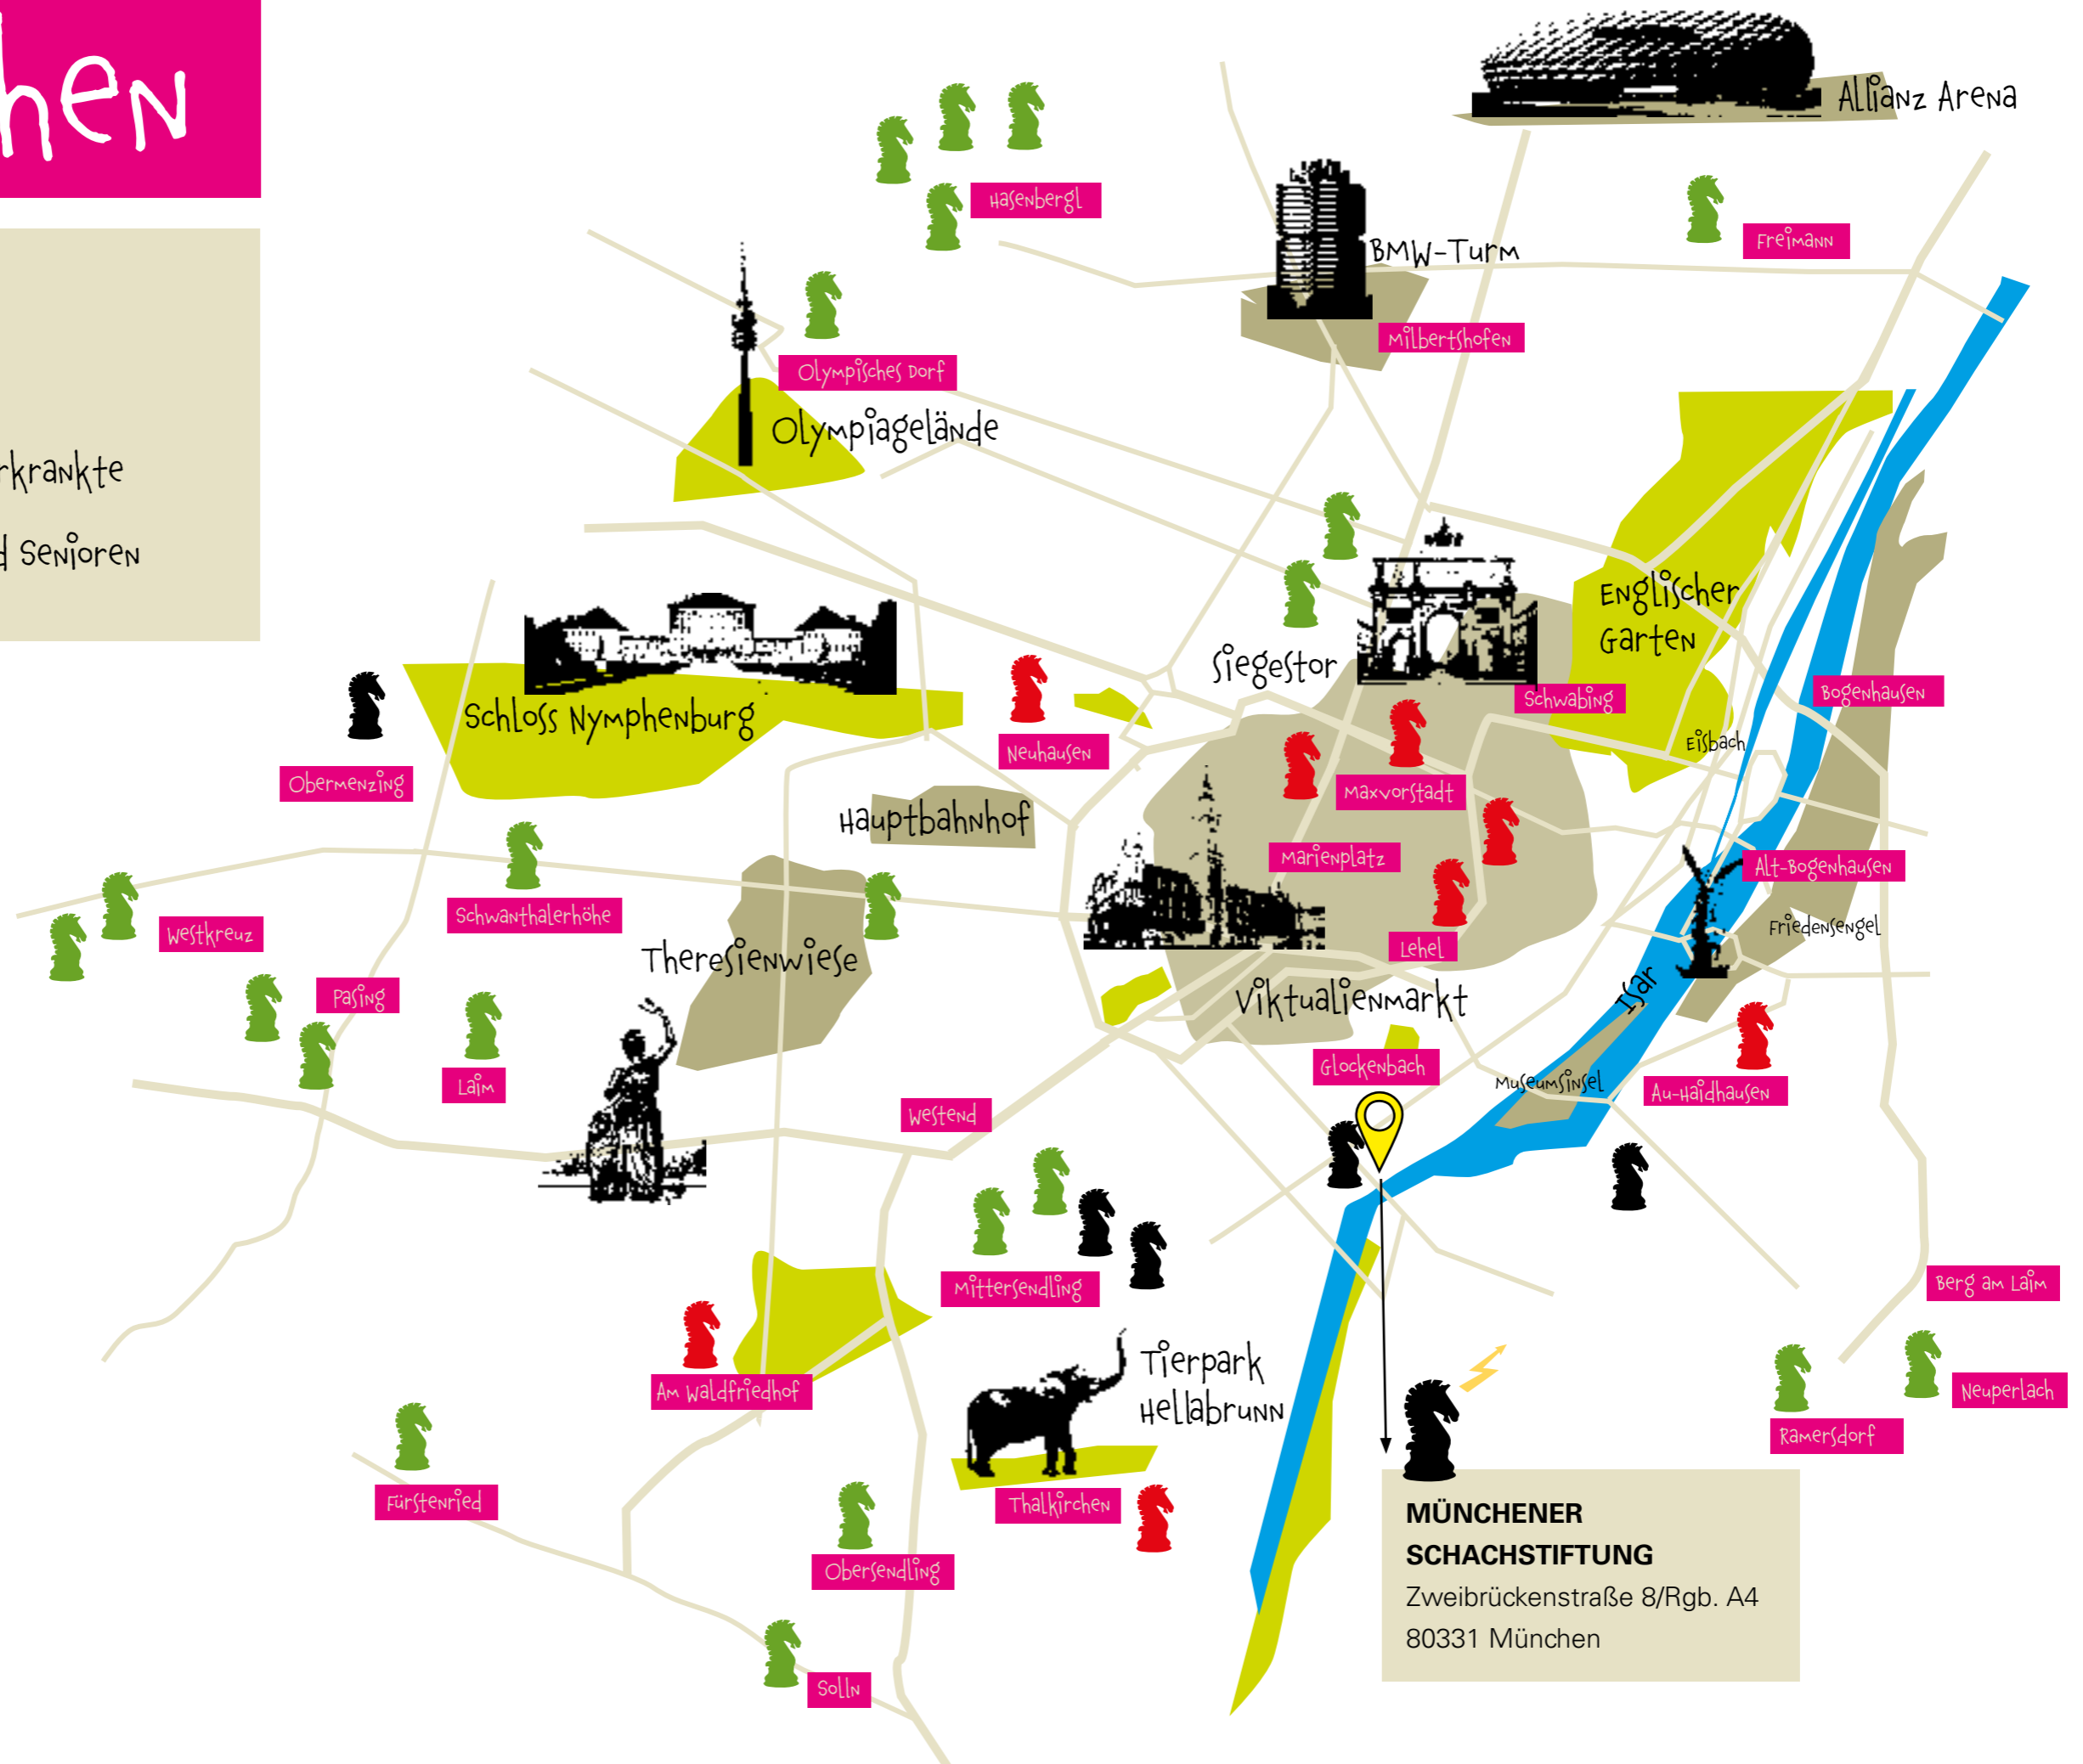 hen
rkrankte
d Senioren
Allianz Arena
Hasenbergl
Freimann
BMW-Turm
Milbertshofen
Olympisches Dorf
Olympiagelände
Englischer
Garten
Siegestor
Schwabing
Bogenhausen
Schloss Nymphenburg
Neuhausen
Eisbach
Obermenzing
Maxvorstadt
Hauptbahnhof
Marienplatz
Alt-Bogenhausen
Schwanthalerhöhe
Westkreuz
Friedensengel
Lehel
Theresienwiese
Isar
Pasing
Viktualienmarkt
Glockenbach
Laim
Museumsinsel
Au-Haidhausen
Westend
Mittersendling
Berg am Laim
Tierpark
Hellabrunn
Am Waldfriedhof
Neuperlach
Ramersdorf
Fürstenried
Thalkirchen
Obersendling
Solln
MÜNCHENER
SCHACHSTIFTUNG
Zweibrückenstraße 8/Rgb. A4
80331 München